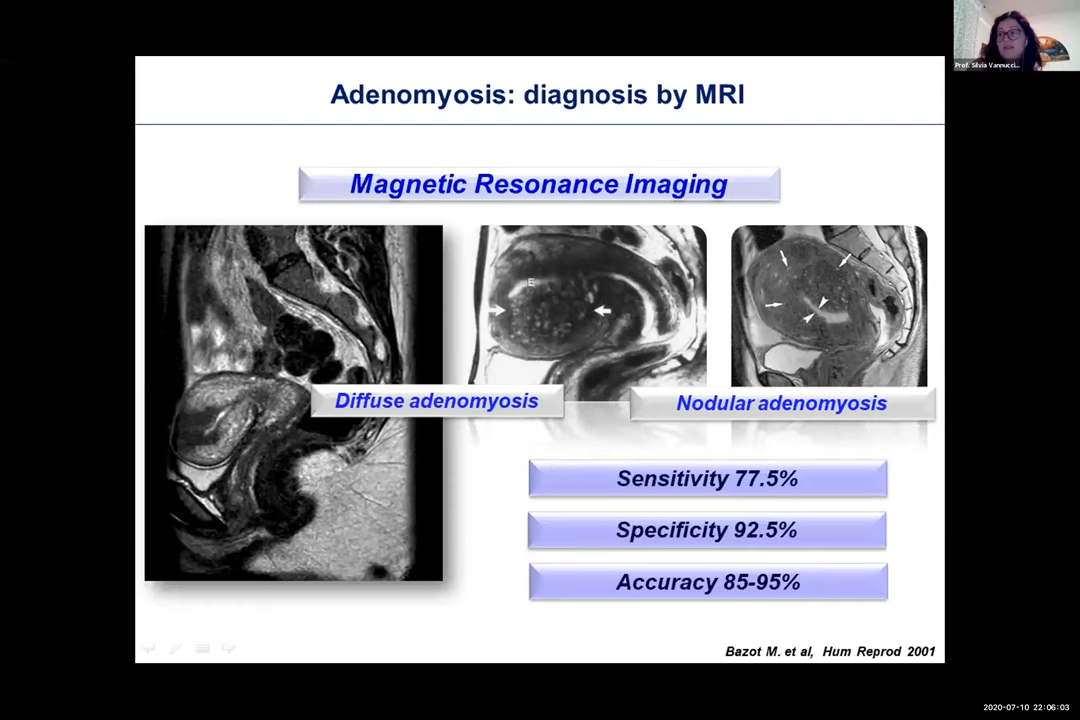 Prof. Silvia Vannucci...
Adenomyosis: diagnosis by MRI
Magnetic Resonance Imaging
E
Diffuse adenomyosis
Nodular adenomyosis
Sensitivity 77.5%
Specificity 92.5%
Accuracy 85-95%
Bazot M. et al, Hum Reprod 2001
2020-07-10 22:06:03